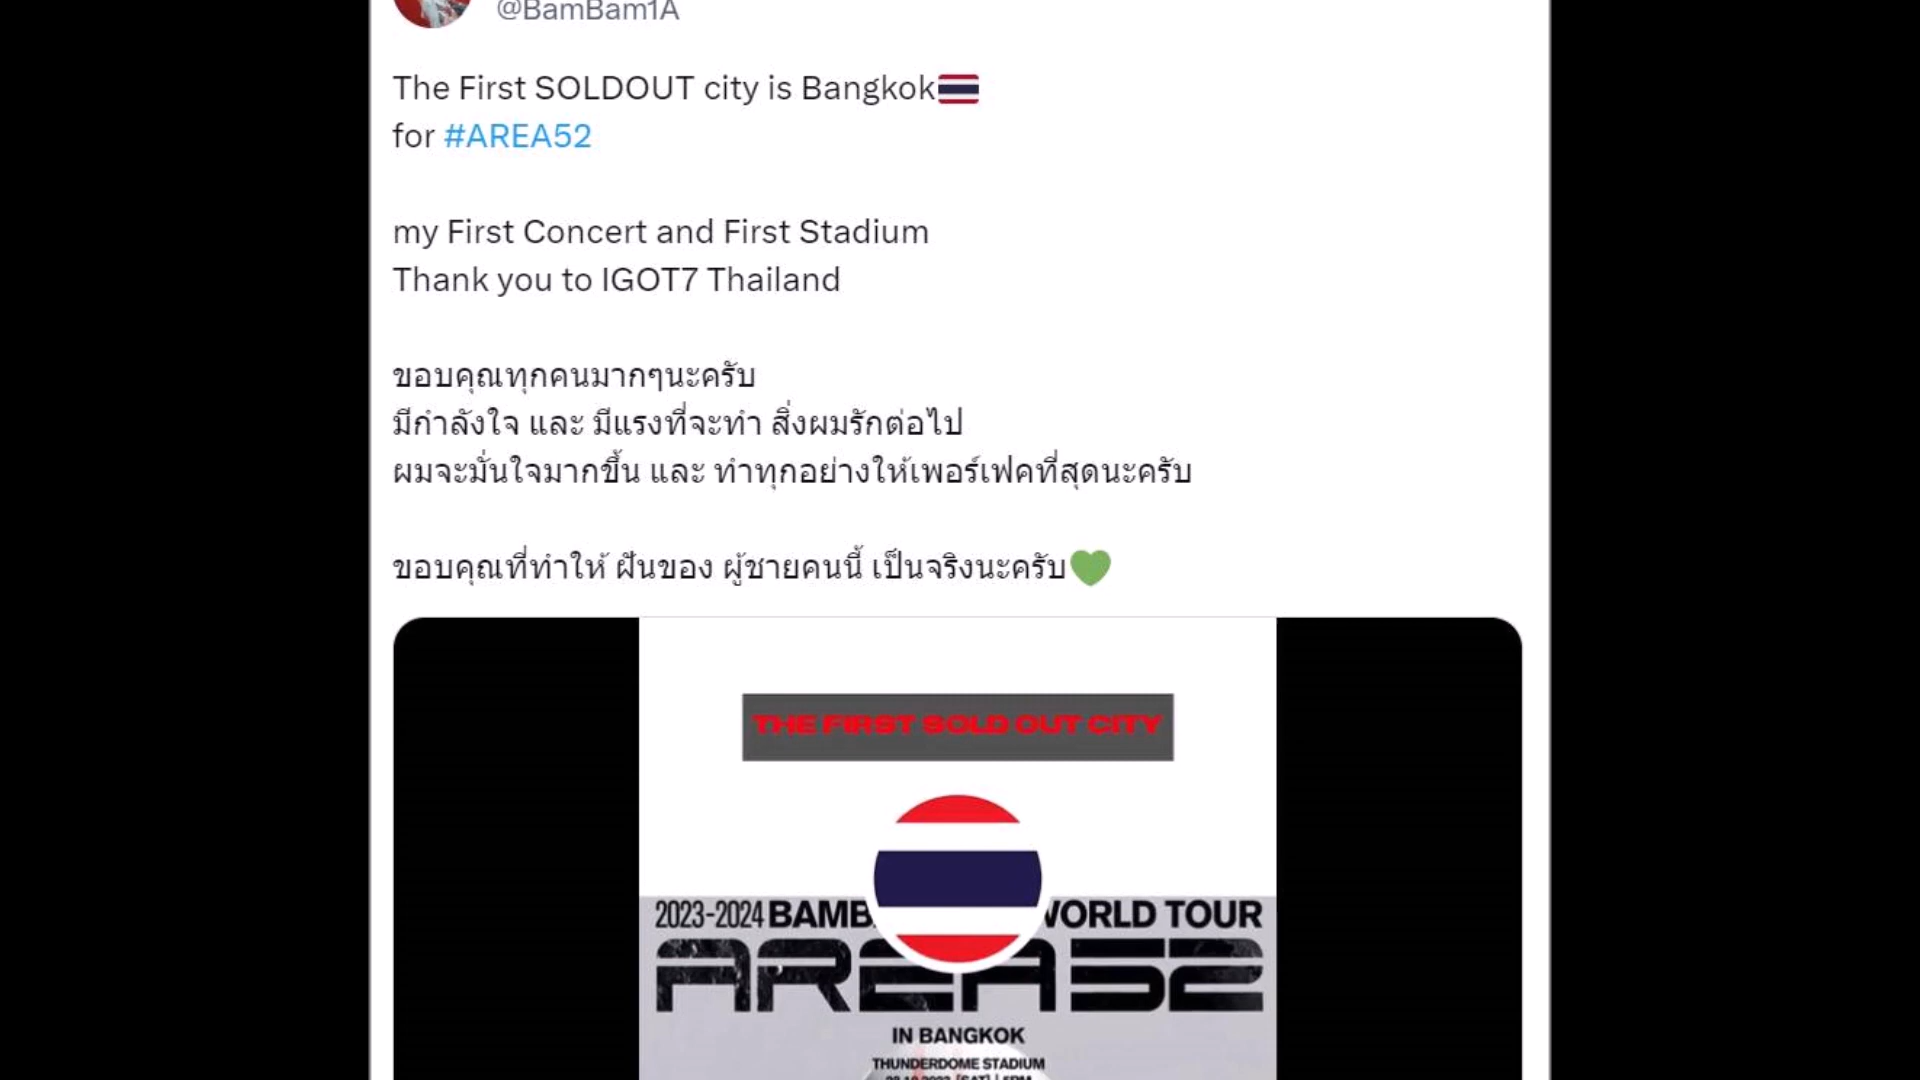 @BamBam1A
The First SOLDOUT city is Bangkok🇹🇭
for #AREA52
my First Concert and First Stadium
Thank you to IGOT7 Thailand
ขอบคุณทุกคนมากๆนะครับ
มีกำลังใจ และ มีแรงที่จะทำ สิ่งผมรักต่อไป
ผมจะมั่นใจมากขึ้น และ ทำทุกอย่างให้เพอร์เฟคที่สุดนะครับ
ขอบคุณที่ทำให้ ฝันของ ผู้ชายคนนี้ เป็นจริงนะครับ💚
THE FIRST SOLD OUT CITY
2023-2024 BAMB WORLD TOUR
AREA 52
IN BANGKOK
THUNDERDOME STADIUM